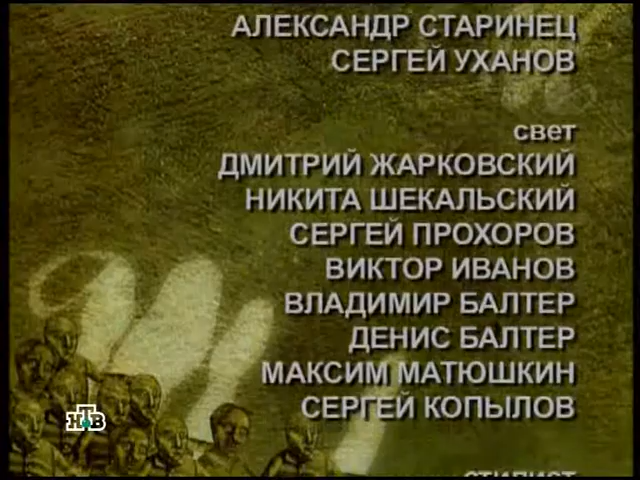 АЛЕКСАНДР СТАРИНЕЦ
СЕРГЕЙ УХАНОВ
свет
ДМИТРИЙ ЖАРКОВСКИЙ
НИКИТА ШЕКАЛЬСКИЙ
СЕРГЕЙ ПРОХОРОВ
ВИКТОР ИВАНОВ
ВЛАДИМИР БАЛТЕР
ДЕНИС БАЛТЕР
МАКСИМ МАТЮШКИН
СЕРГЕЙ КОПЫЛОВ
НТВ
стилист